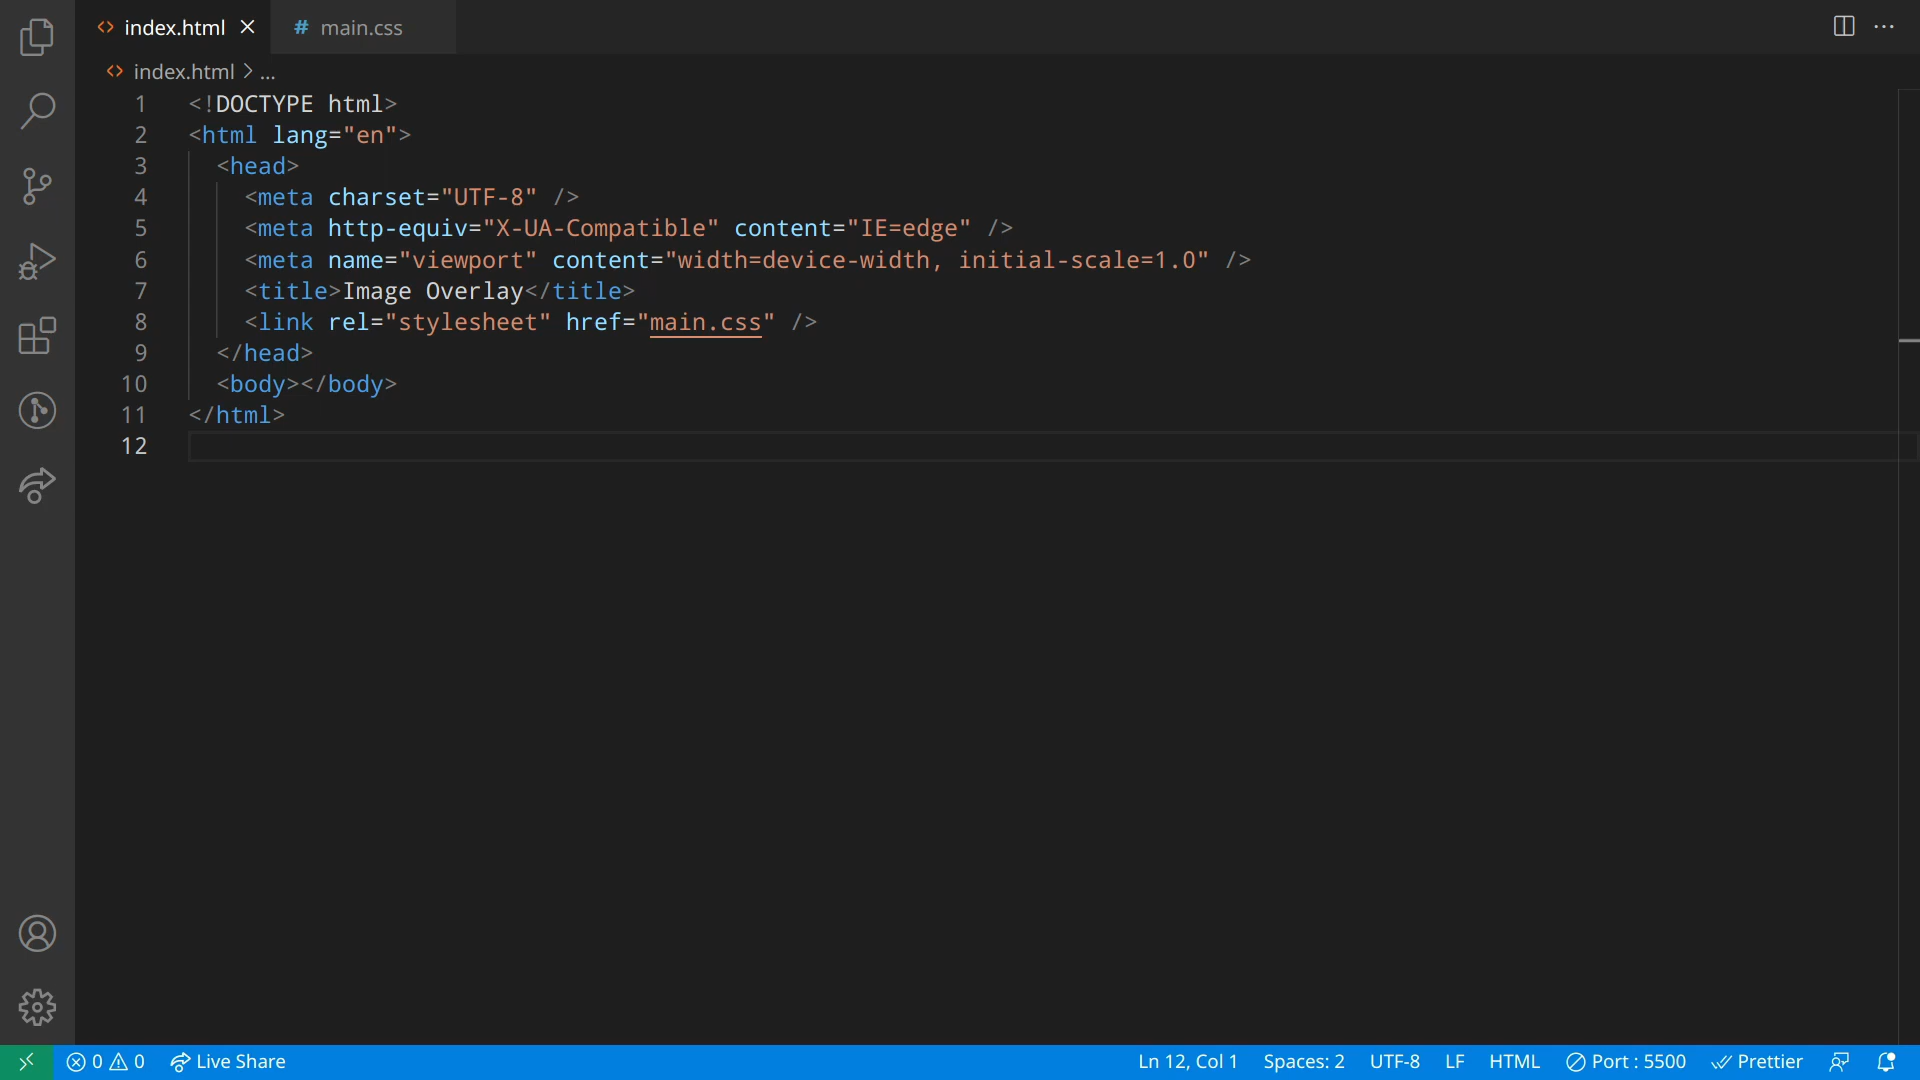 index.html
main.css
index.html > ...
1 <!DOCTYPE html>
2 <html lang="en">
3 <head>
4 <meta charset="UTF-8" />
5 <meta http-equiv="X-UA-Compatible" content="IE=edge" />
6 <meta name="viewport" content="width=device-width, initial-scale=1.0" />
7 <title>Image Overlay</title>
8 <link rel="stylesheet" href="main.css" />
9 </head>
10 <body></body>
11 </html>
12
0 0 Live Share Ln 12, Col 1 Spaces: 2 UTF-8 LF HTML Port : 5500 Prettier